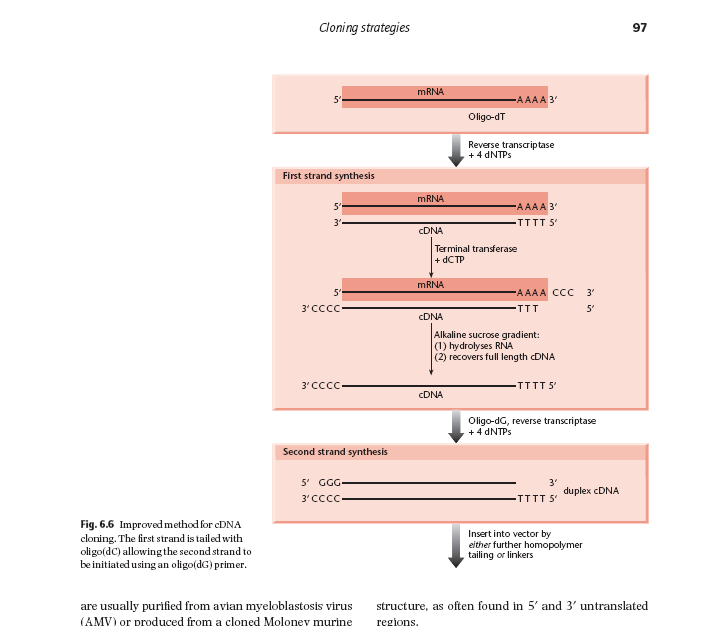 Cloning strategies 97
mRNA
5′ AAAA 3′
Oligo-dT
Reverse transcriptase
+ 4 dNTPs
First strand synthesis
mRNA
5′ AAAA 3′
3′ TTTT 5′
cDNA
Terminal transferase
+ dCTP
mRNA
5′ AAAA CCC 3′
3′ CCCC TTT 5′
cDNA
Alkaline sucrose gradient:
(1) hydrolyses RNA
(2) recovers full length cDNA
3′ CCCC TTTT 5′
cDNA
Oligo-dG, reverse transcriptase
+ 4 dNTPs
Second strand synthesis
5′ GGG 3′
3′ CCCC TTTT 5′
duplex cDNA
Insert into vector by
either further homopolymer
tailing or linkers
Fig. 6.6 Improved method for cDNA
cloning. The first strand is tailed with
oligo(dC) allowing the second strand to
be initiated using an oligo(dG) primer.
are usually purified from avian myeloblastosis virus
(AMV) or produced from a cloned Moloney murine
structure, as often found in 5′ and 3′ untranslated
regions.